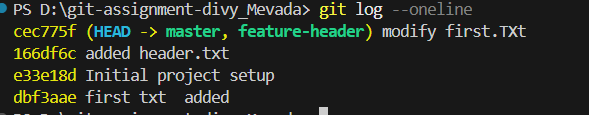 PS D:\git-assignment-divy_Mevada> git log --oneline
cec775f (HEAD -> master, feature-header) modify first.TXt
166df6c added header.txt
e33e18d Initial project setup
dbf3aae first txt  added